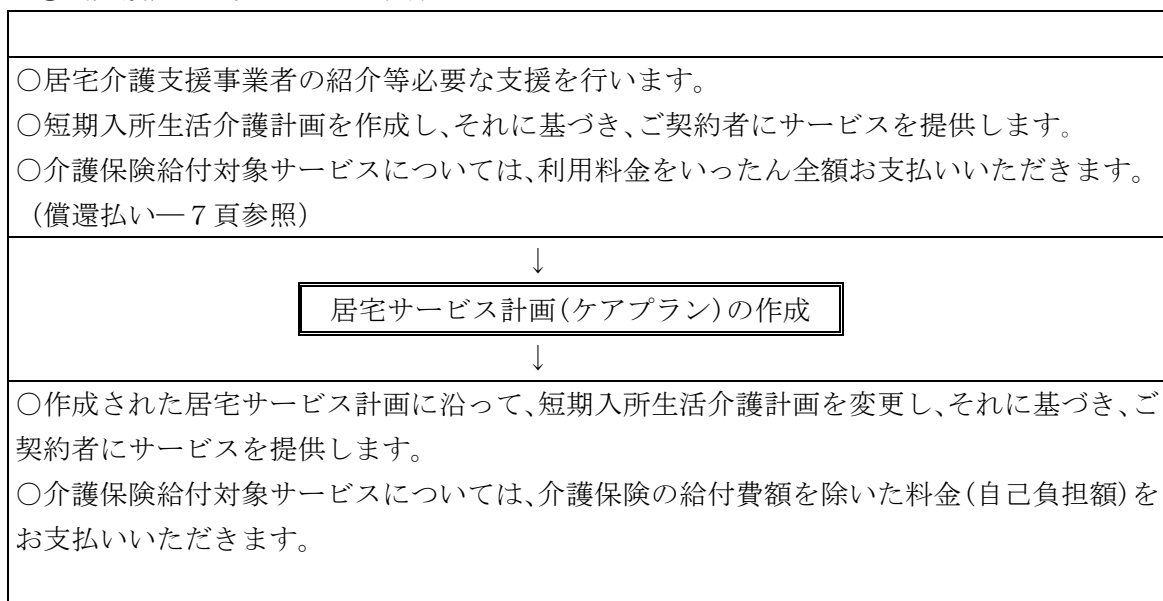 ○居宅介護支援事業者の紹介等必要な支援を行います。
○短期入所生活介護計画を作成し、それに基づき、ご契約者にサービスを提供します。
○介護保険給付対象サービスについては、利用料金をいったん全額お支払いいただきます。
(償還払い―7頁参照)
↓
居宅サービス計画(ケアプラン)の作成
↓
○作成された居宅サービス計画に沿って、短期入所生活介護計画を変更し、それに基づき、ご
契約者にサービスを提供します。
○介護保険給付対象サービスについては、介護保険の給付費額を除いた料金(自己負担額)を
お支払いいただきます。